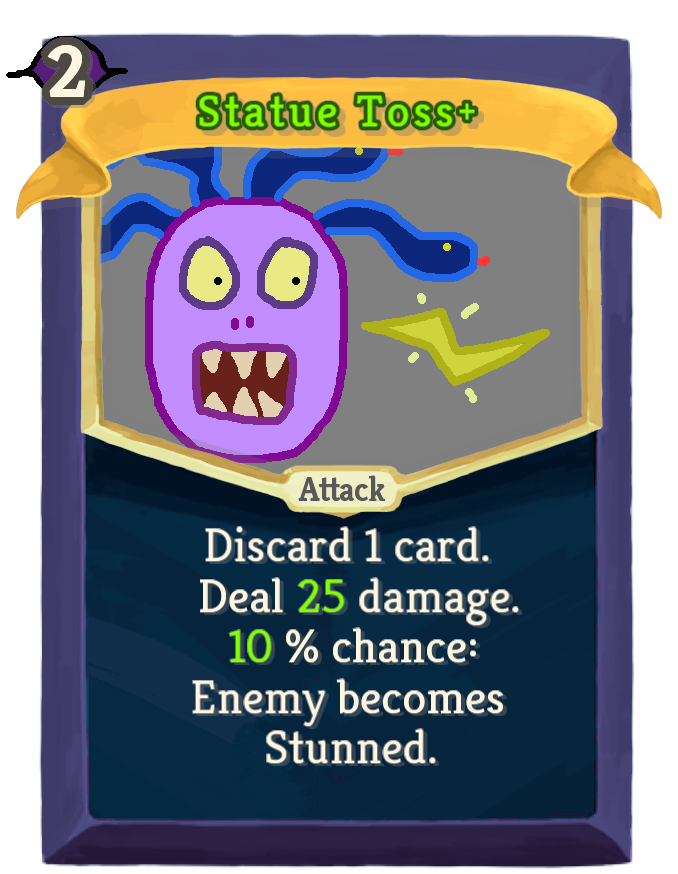 2
Statue Toss+
Attack
Discard 1 card.
Deal 25 damage.
10 % chance:
Enemy becomes
Stunned.